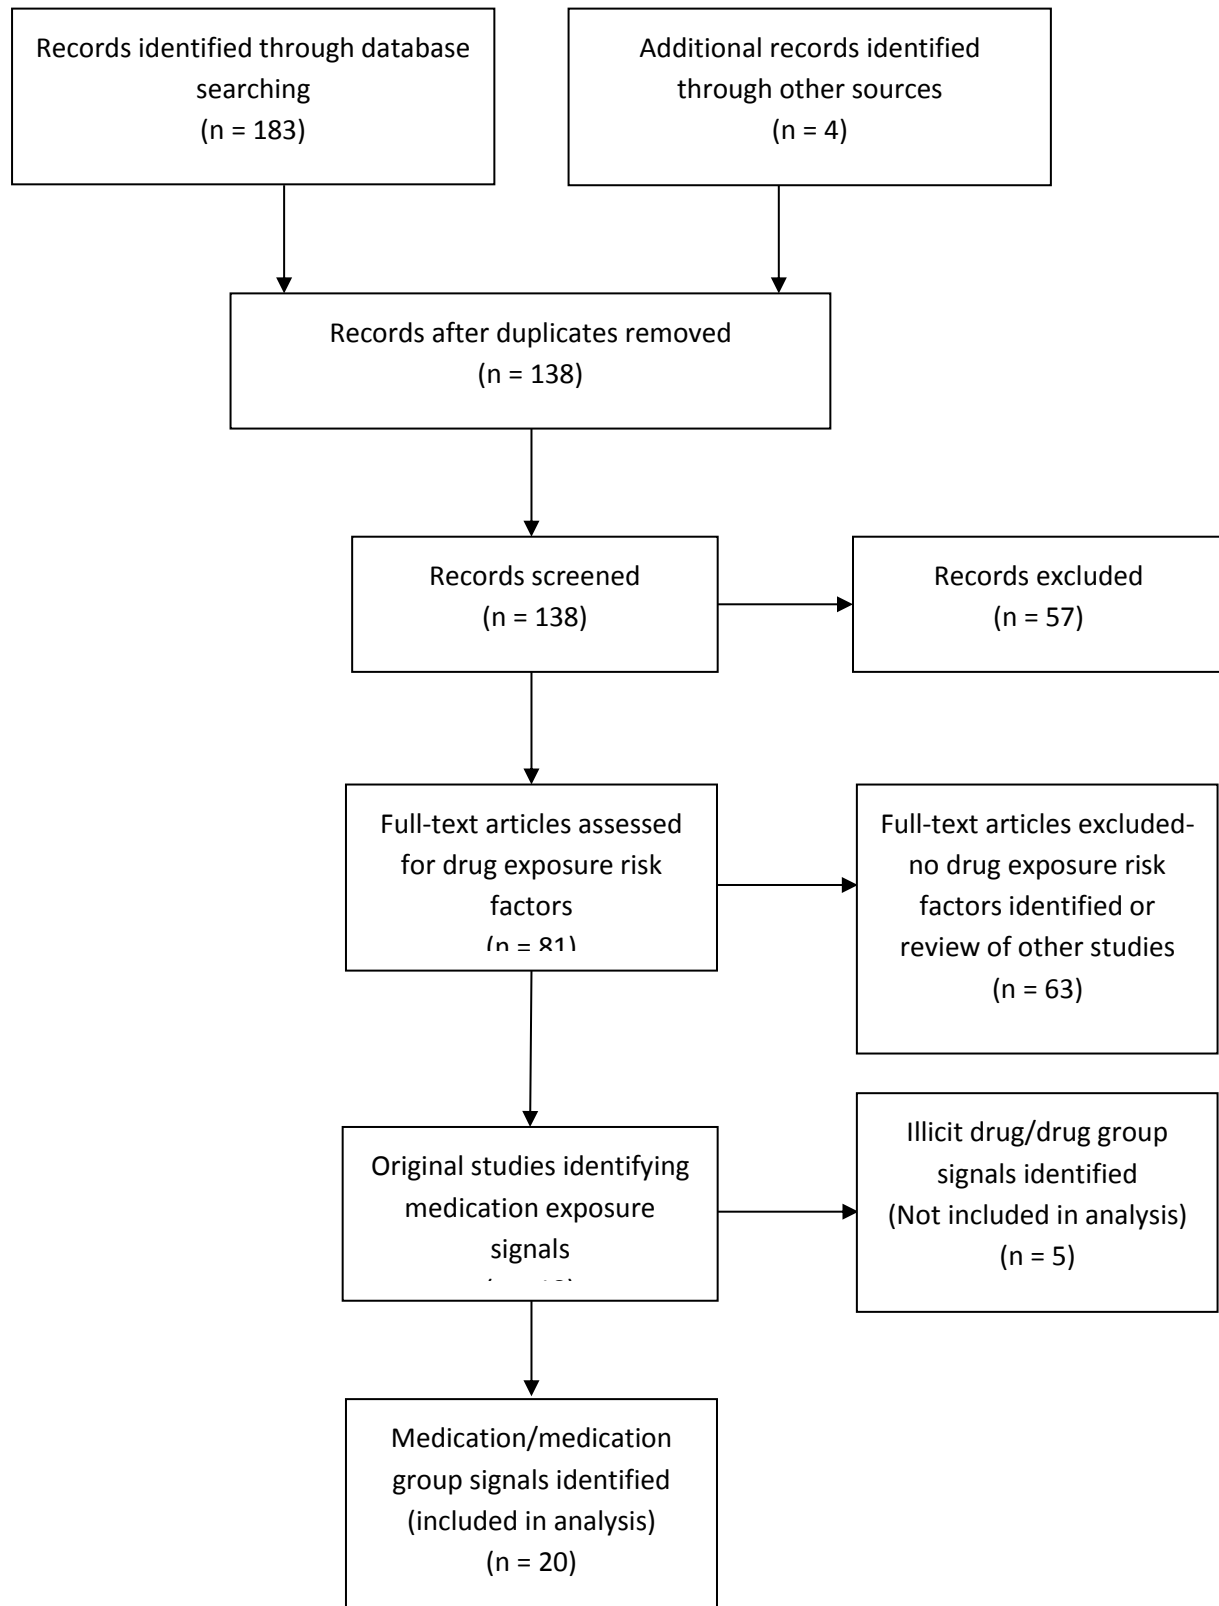 Records identified through database
searching
(n = 183)
Additional records identified
through other sources
(n = 4)
Records after duplicates removed
(n = 138)
Records screened
(n = 138)
Records excluded
(n = 57)
Full-text articles assessed
for drug exposure risk
factors
(n = 81)
Full-text articles excluded-
no drug exposure risk
factors identified or
review of other studies
(n = 63)
Original studies identifying
medication exposure
signals
Illicit drug/drug group
signals identified
(Not included in analysis)
(n = 5)
Medication/medication
group signals identified
(included in analysis)
(n = 20)